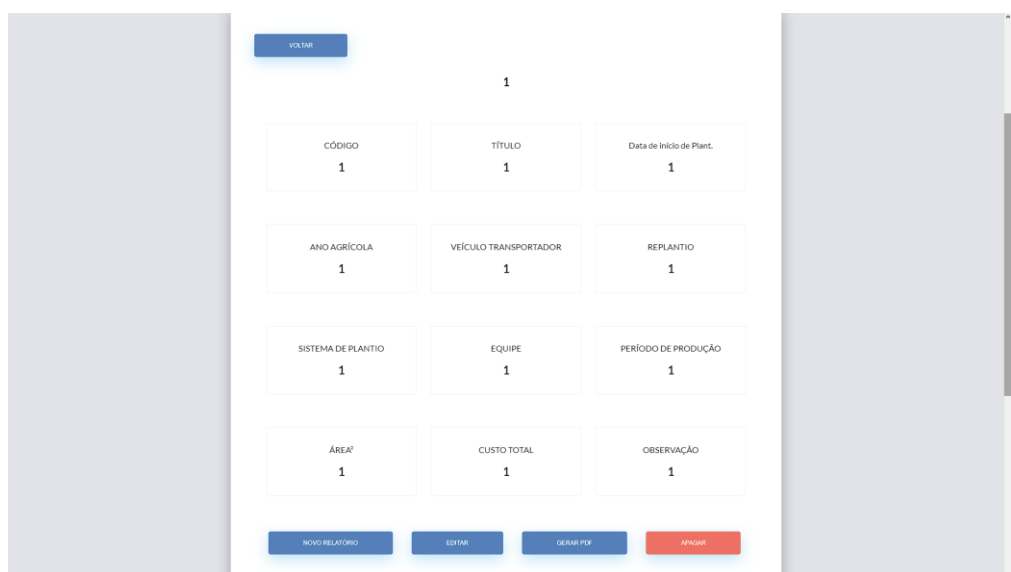 VOLTAR
1
CÓDIGO
1
TÍTULO
1
Data de início de Plant.
1
ANO AGRÍCOLA
1
VEÍCULO TRANSPORTADOR
1
REPLANTIO
1
SISTEMA DE PLANTIO
1
EQUIPE
1
PERÍODO DE PRODUÇÃO
1
ÁREA²
1
CUSTO TOTAL
1
OBSERVAÇÃO
1
NOVO RELATÓRIO
EDITAR
GERAR PDF
APAGAR